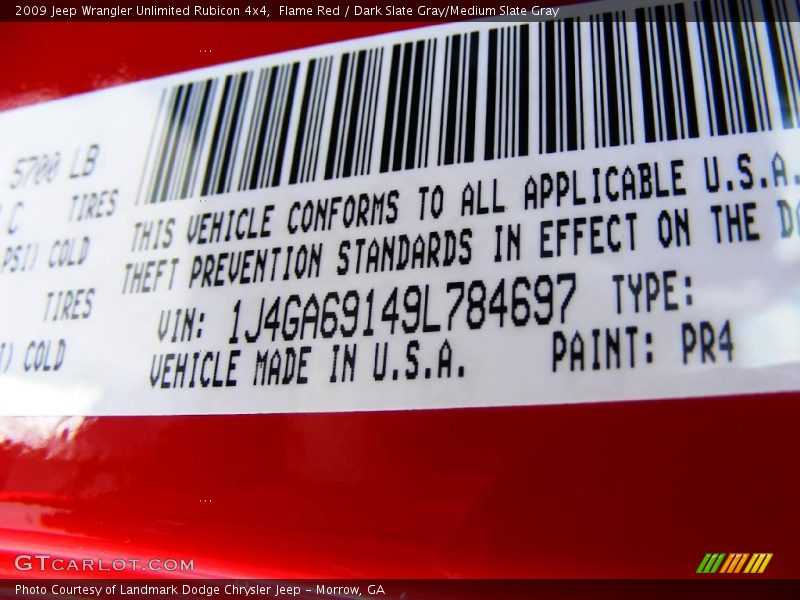 2009 Jeep Wrangler Unlimited Rubicon 4x4,  Flame Red / Dark Slate Gray/Medium Slate Gray
5700 LB
C TIRES
PSI) COLD
TIRES
I) COLD
THIS VEHICLE CONFORMS TO ALL APPLICABLE U.S.A.
THEFT PREVENTION STANDARDS IN EFFECT ON THE DA
VIN: 1J4GA69149L784697 TYPE:
VEHICLE MADE IN U.S.A. PAINT: PR4
GTCARLOT.COM
Photo Courtesy of Landmark Dodge Chrysler Jeep – Morrow, GA